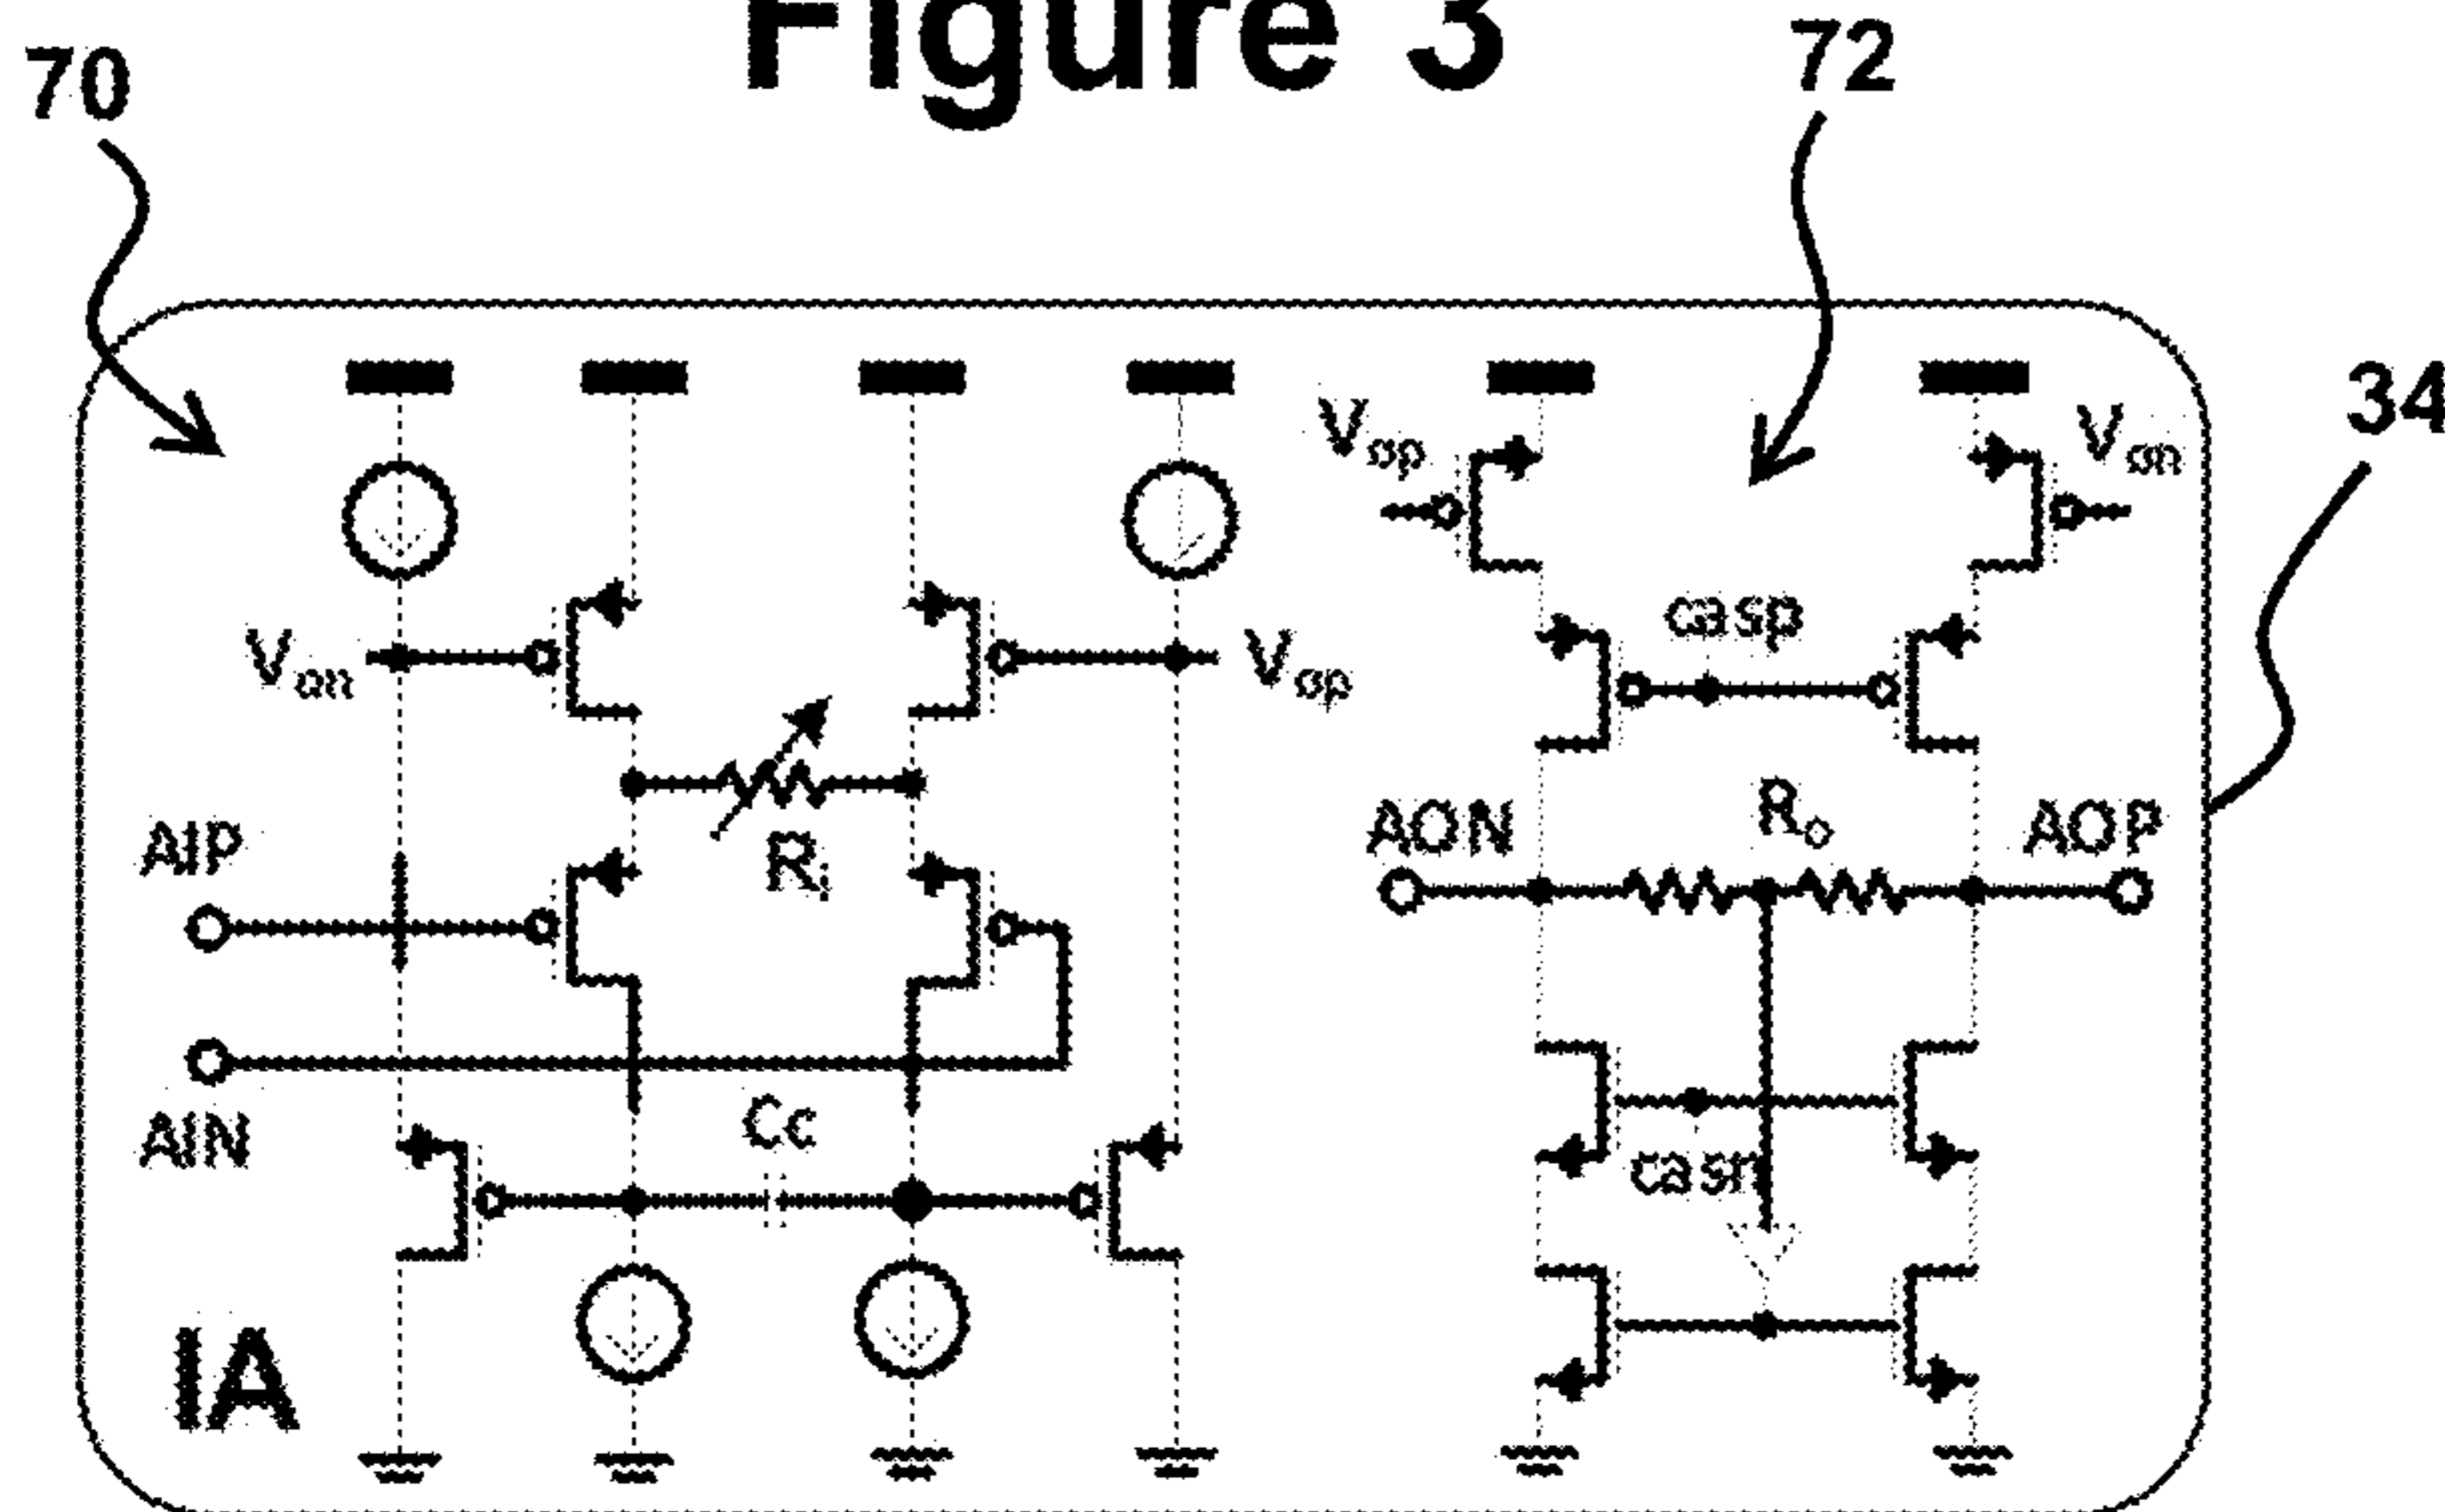 Figure 3
70
72
34
Vop
Von
casp
Von
Vop
AIP
Ri
AON
Ro
AOP
AIN
Cc
casn
IA